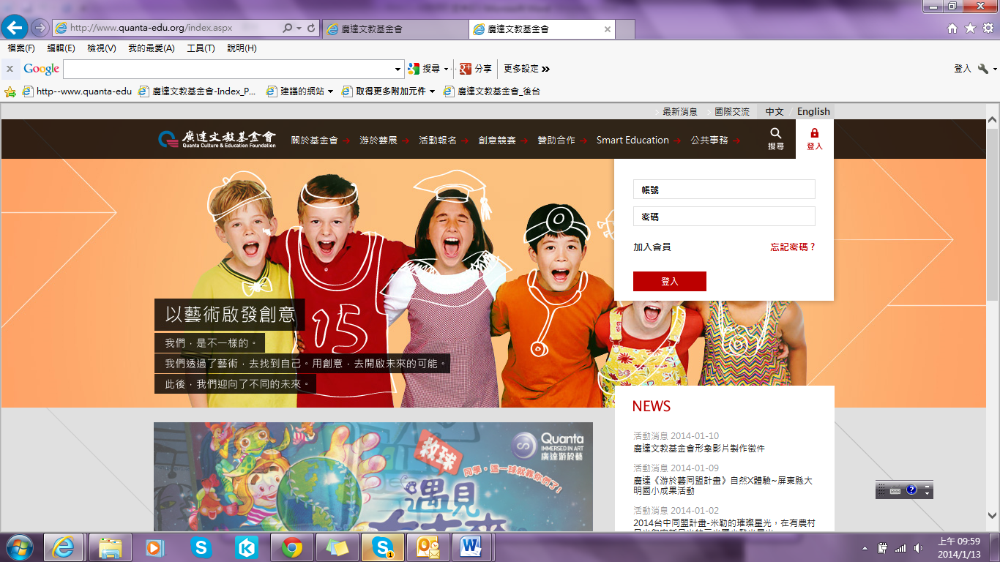 http://www.quanta-edu.org/index.aspx
廣達文教基金會
廣達文教基金會
檔案(F) 編輯(E) 檢視(V) 我的最愛(A) 工具(T) 說明(H)
x Google 搜尋 分享 更多設定 登入
http--www.quanta-edu 廣達文教基金會-Index_P... 建議的網站 取得更多附加元件 廣達文教基金會_後台
最新消息 國際交流 中文 / English
廣達文教基金會
Quanta Culture & Education Foundation
關於基金會 游於藝展 活動報名 創意競賽 贊助合作 Smart Education 公共事務 搜尋 登入
帳號
密碼
加入會員 忘記密碼？
登入
15
以藝術啟發創意
我們，是不一樣的。
我們透過了藝術，去找到自己。用創意，去開啟未來的可能。
此後，我們迎向了不同的未來。
Quanta
IMMERSED IN ART
廣達游於藝
救球
同學，這一球就靠你們了！
遇見
NEWS
活動消息 2014-01-10
廣達文教基金會形象影片製作徵件
活動消息 2014-01-09
廣達《游於藝同盟計畫》自然X體驗~屏東縣大
明國小成果活動
活動消息 2014-01-02
2014台中同盟計畫-米勒的璀璨星光，在有農村
上午 09:59
2014/1/13